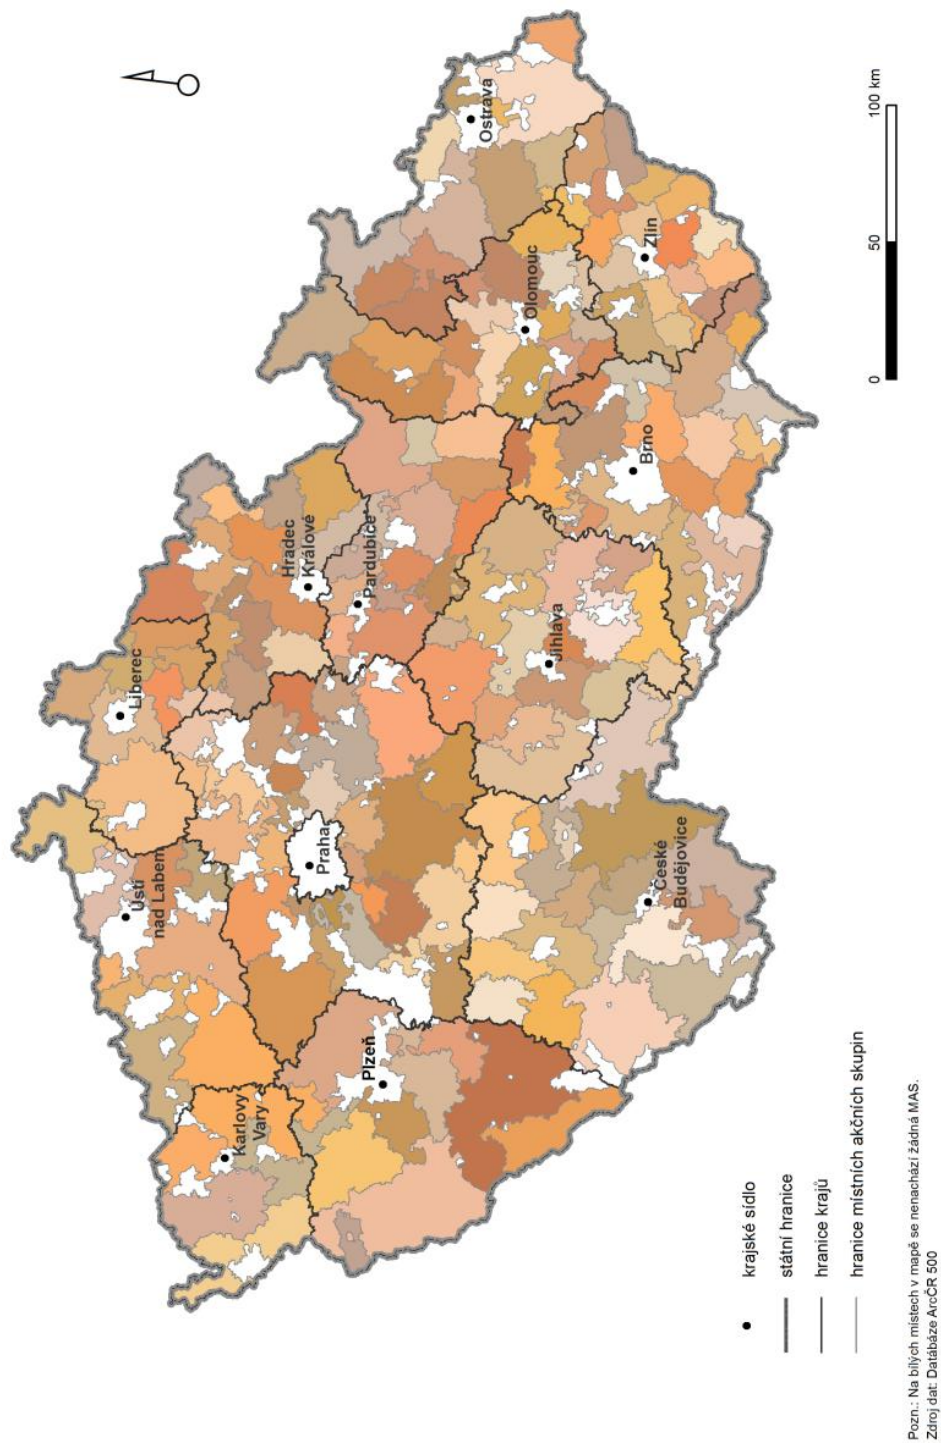 Liberec
Ústí
nad Labem
Karlovy
Vary
Hradec
Králové
Praha
Pardubice
Plzeň
Ostrava
Olomouc
Jihlava
České
Budějovice
Brno
Zlín
krajské sídlo
státní hranice
hranice krajů
hranice místních akčních skupin
0
50
100 km
Pozn.: Na bílých místech v mapě se nenachází žádná MAS.
Zdroj dat: Datábáze ArcČR 500